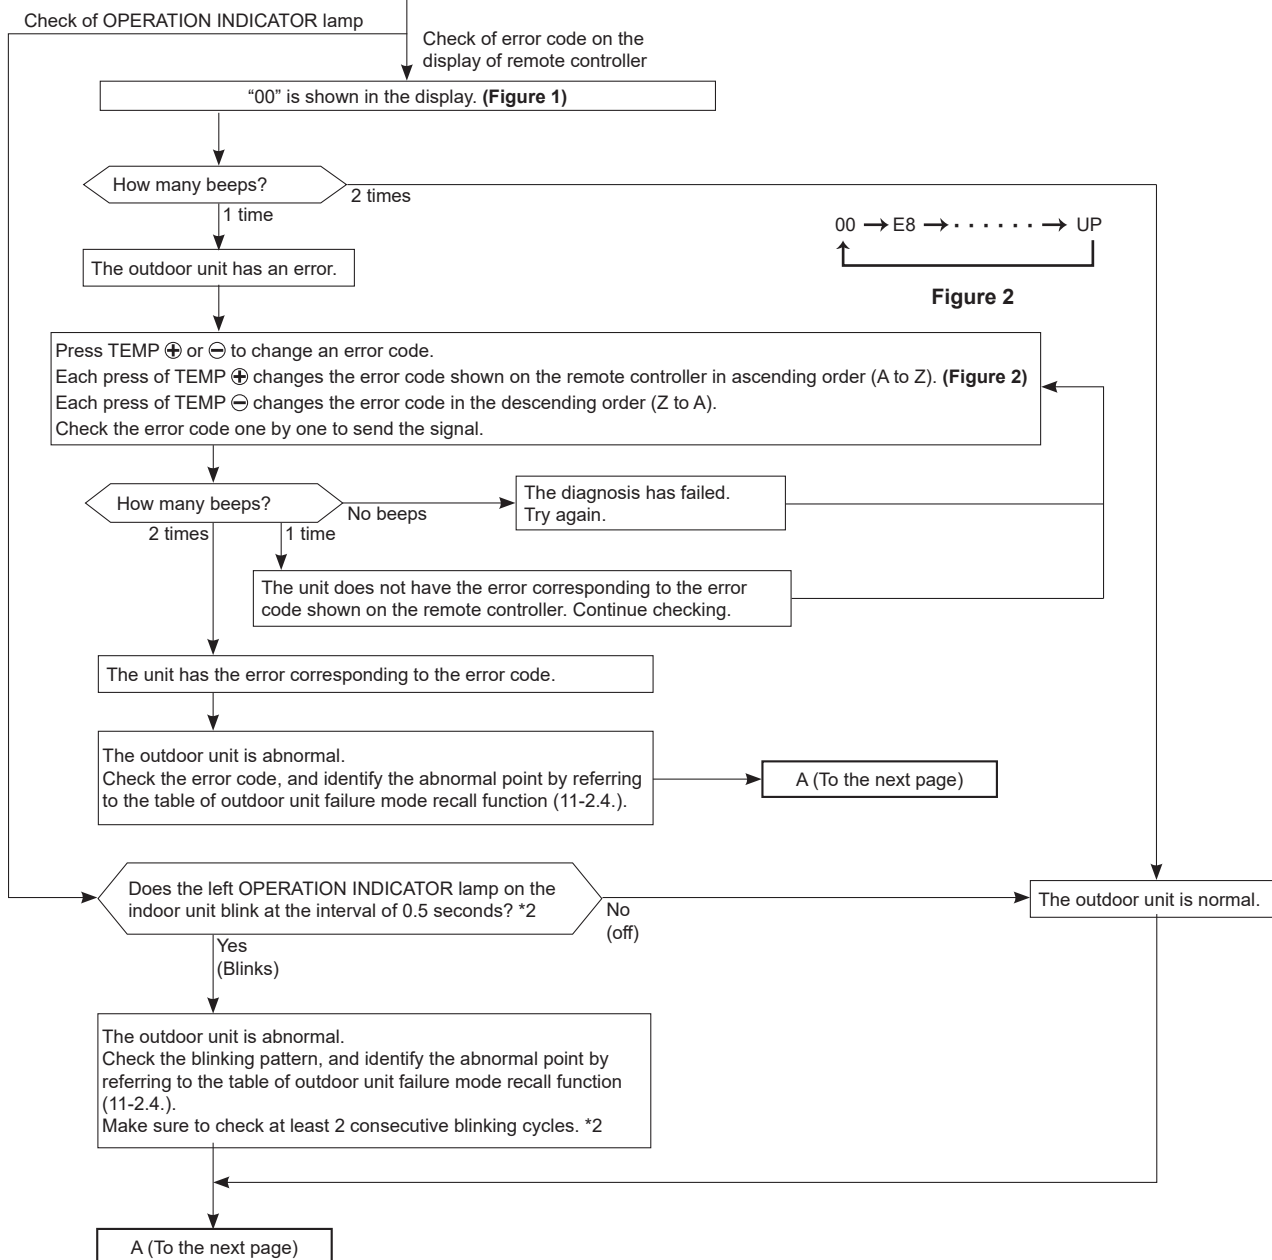 Check of OPERATION INDICATOR lamp
Check of error code on the
display of remote controller
“00” is shown in the display. (Figure 1)
How many beeps?
2 times
1 time
00 → E8 → · · · · · · → UP
Figure 2
The outdoor unit has an error.
Press TEMP ⊕ or ⊖ to change an error code.
Each press of TEMP ⊕ changes the error code shown on the remote controller in ascending order (A to Z). (Figure 2)
Each press of TEMP ⊖ changes the error code in the descending order (Z to A).
Check the error code one by one to send the signal.
How many beeps?
No beeps
2 times
1 time
The diagnosis has failed.
Try again.
The unit does not have the error corresponding to the error
code shown on the remote controller. Continue checking.
The unit has the error corresponding to the error code.
The outdoor unit is abnormal.
Check the error code, and identify the abnormal point by referring
to the table of outdoor unit failure mode recall function (11-2.4.).
A (To the next page)
Does the left OPERATION INDICATOR lamp on the
indoor unit blink at the interval of 0.5 seconds? *2
No
(off)
The outdoor unit is normal.
Yes
(Blinks)
The outdoor unit is abnormal.
Check the blinking pattern, and identify the abnormal point by
referring to the table of outdoor unit failure mode recall function
(11-2.4.).
Make sure to check at least 2 consecutive blinking cycles. *2
A (To the next page)